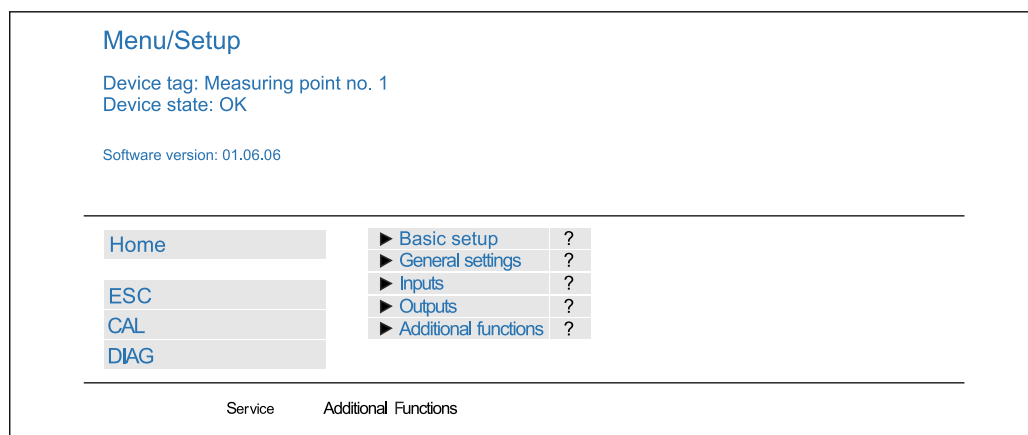 Menu/Setup
Device tag: Measuring point no. 1
Device state: OK
Software version: 01.06.06
Home
ESC
CAL
DIAG
► Basic setup ?
► General settings ?
► Inputs ?
► Outputs ?
► Additional functions ?
Service Additional Functions